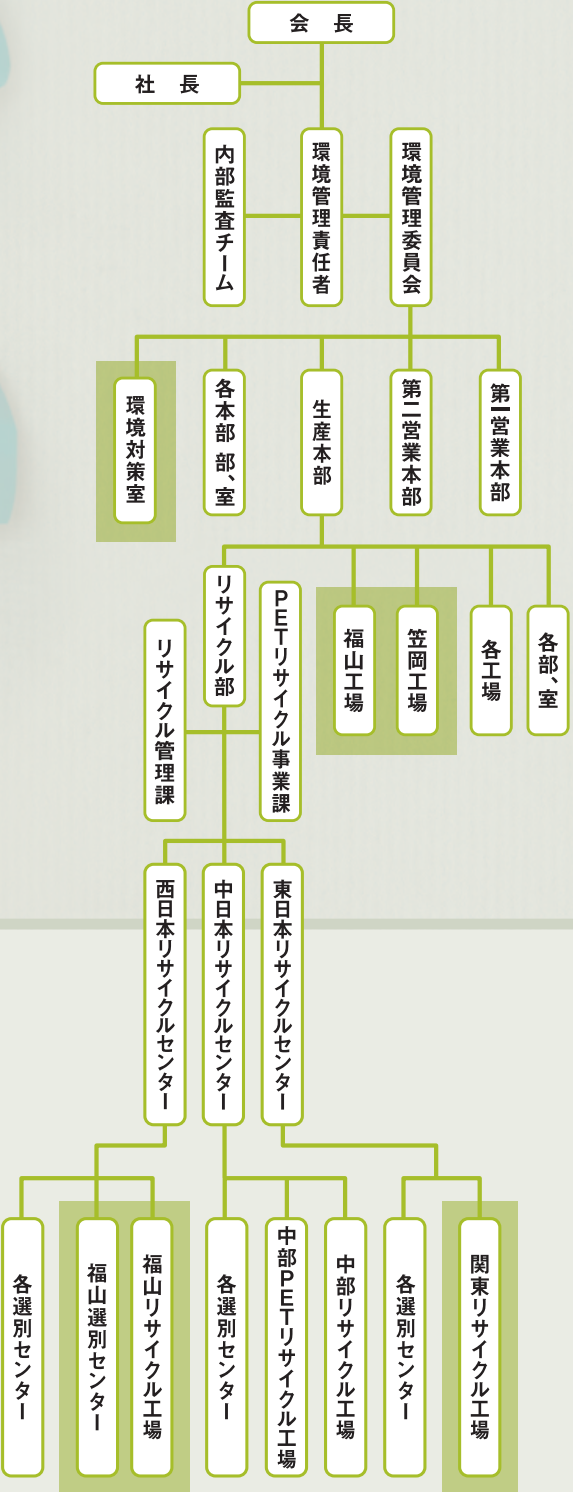 会長
社長
環境管理委員会
環境管理責任者
内部監査チーム
第一営業本部
第二営業本部
生産本部
各本部 部、室
環境対策室
各部、室
各工場
笠岡工場
福山工場
PETリサイクル事業課
リサイクル部
リサイクル管理課
東日本リサイクルセンター
中日本リサイクルセンター
西日本リサイクルセンター
関東リサイクル工場
各選別センター
中部リサイクル工場
中部PETリサイクル工場
各選別センター
福山リサイクル工場
福山選別センター
各選別センター